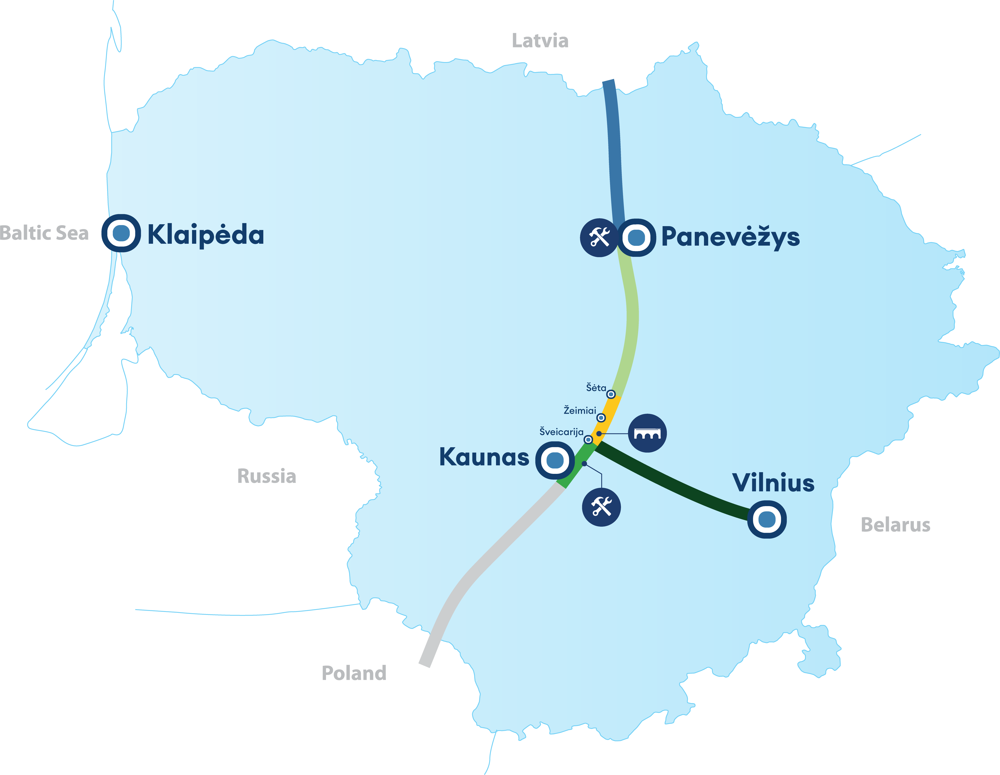 Latvia
Baltic Sea
Klaipėda
Panevėžys
Šėta
Žeimiai
Šveicarija
Kaunas
Russia
Vilnius
Belarus
Poland